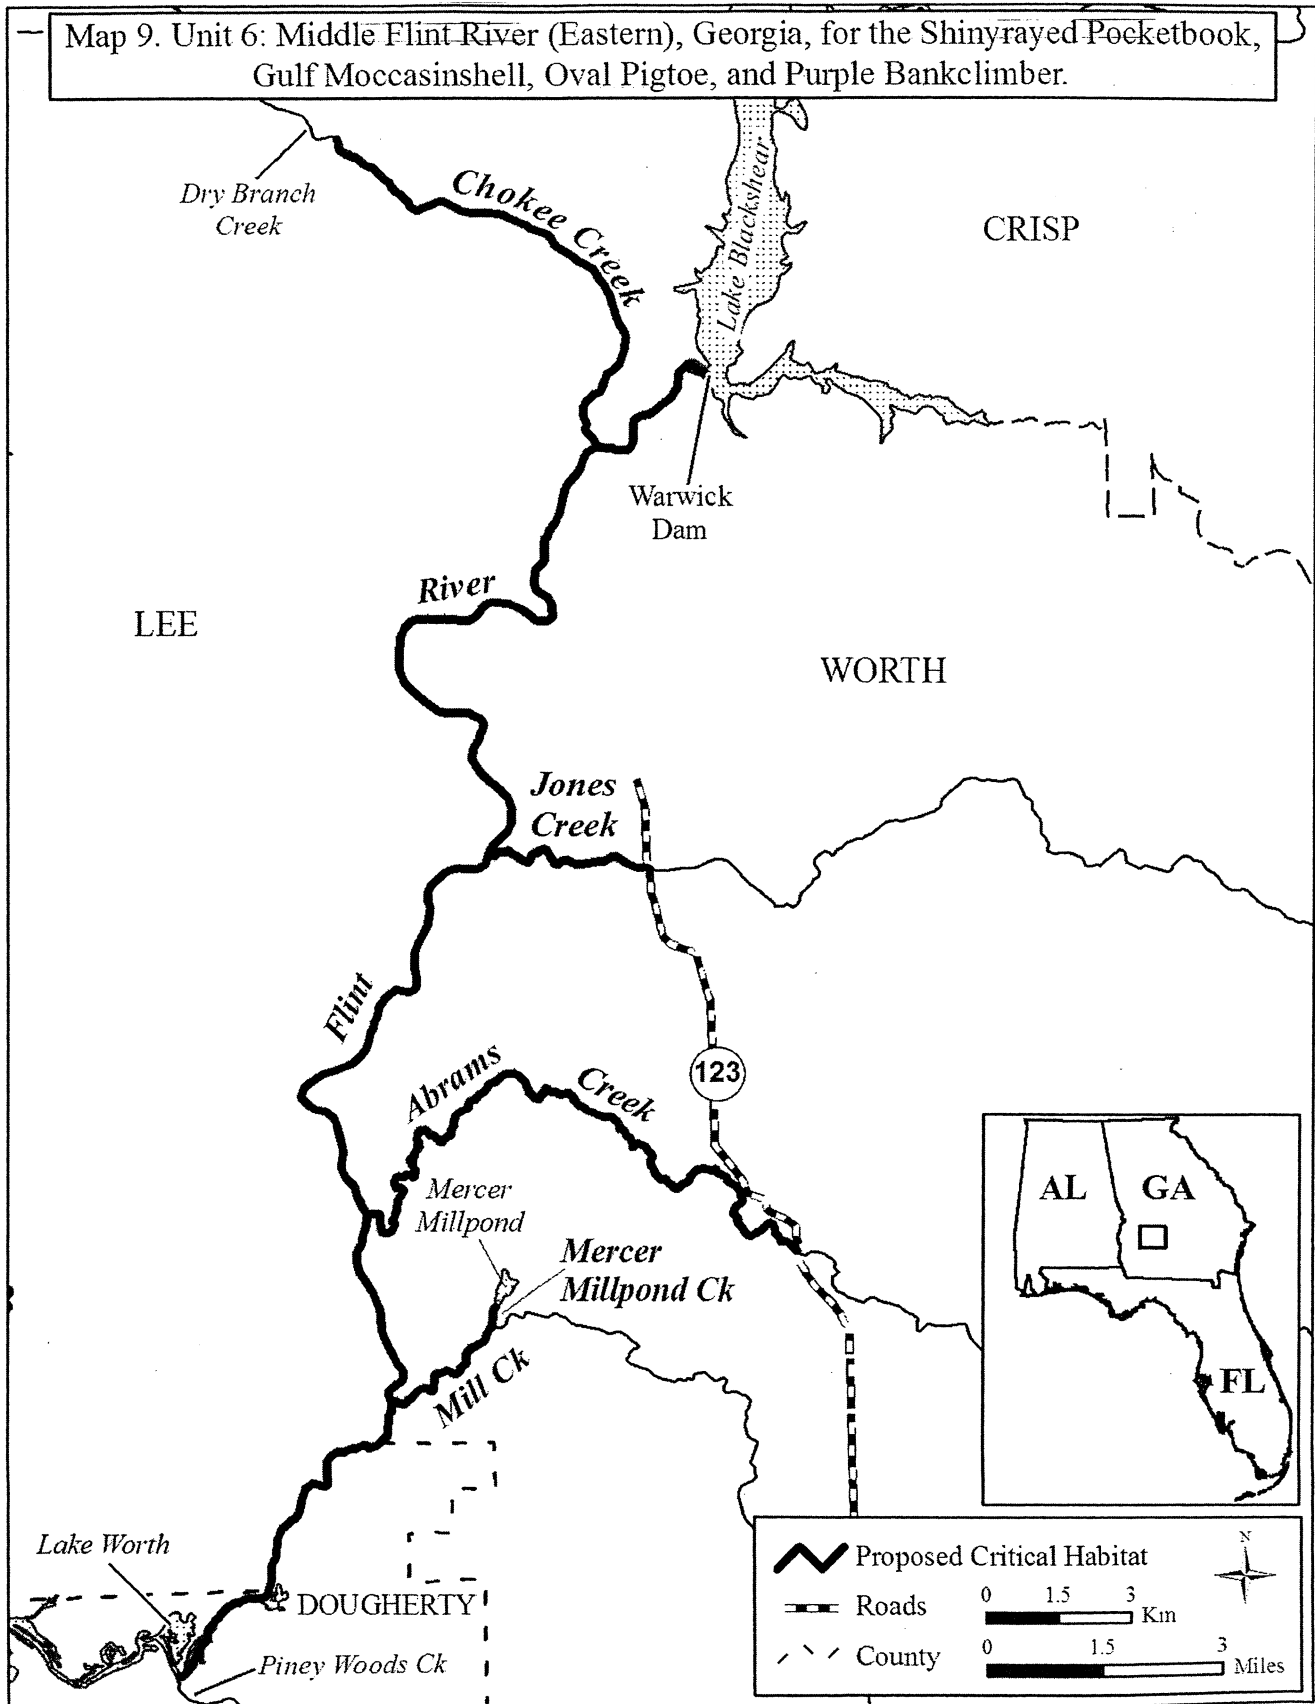 Map 9. Unit 6: Middle Flint River (Eastern), Georgia, for the Shinyrayed Pocketbook,
Gulf Moccasinshell, Oval Pigtoe, and Purple Bankclimber.
Dry Branch
Creek
Chokee Creek
Lake Blackshear
CRISP
Warwick
Dam
River
LEE
WORTH
Jones
Creek
Flint
Abrams Creek
123
Mercer
Millpond
Mercer
Millpond Ck
Mill Ck
AL
GA
FL
Lake Worth
DOUGHERTY
Piney Woods Ck
Proposed Critical Habitat
Roads
County
N
0 1.5 3
Km
0 1.5 3
Miles